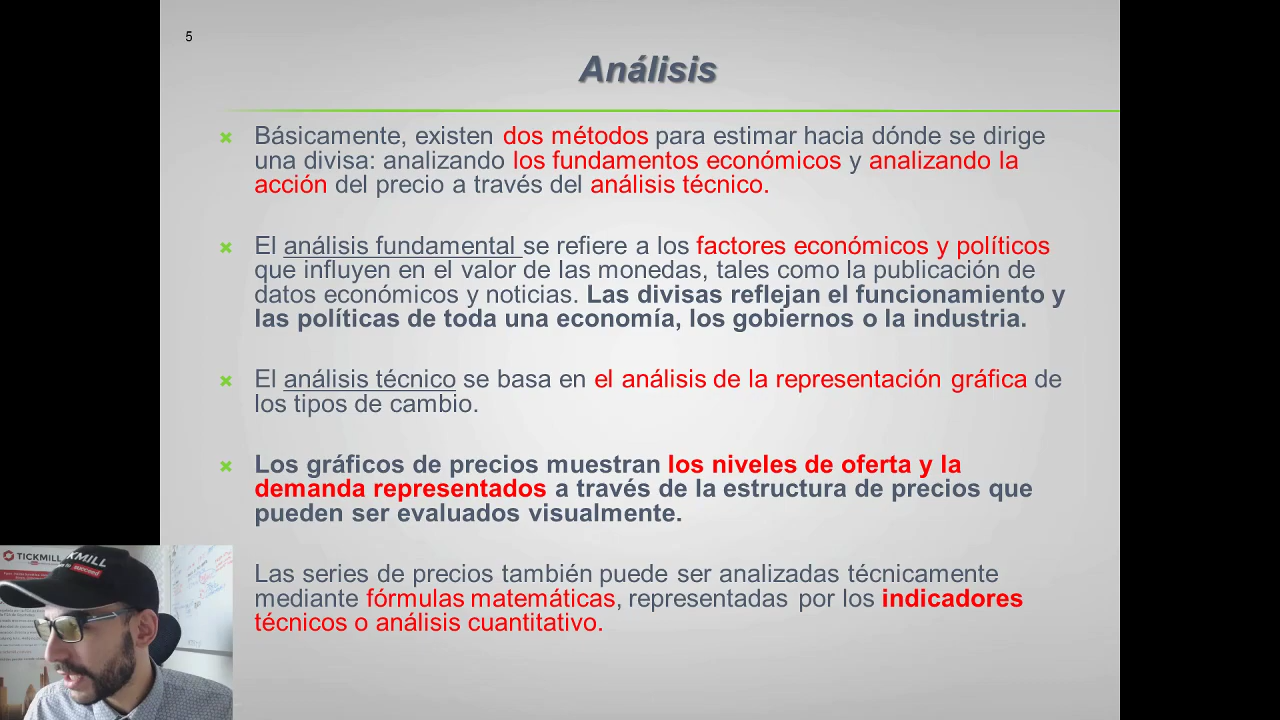 5
Análisis
Básicamente, existen dos métodos para estimar hacia dónde se dirige
una divisa: analizando los fundamentos económicos y analizando la
acción del precio a través del análisis técnico.
El análisis fundamental se refiere a los factores económicos y políticos
que influyen en el valor de las monedas, tales como la publicación de
datos económicos y noticias. Las divisas reflejan el funcionamiento y
las políticas de toda una economía, los gobiernos o la industria.
El análisis técnico se basa en el análisis de la representación gráfica de
los tipos de cambio.
Los gráficos de precios muestran los niveles de oferta y la
demanda representados a través de la estructura de precios que
pueden ser evaluados visualmente.
Las series de precios también puede ser analizadas técnicamente
mediante fórmulas matemáticas, representadas por los indicadores
técnicos o análisis cuantitativo.
TICKMILL
KMILL
succeed